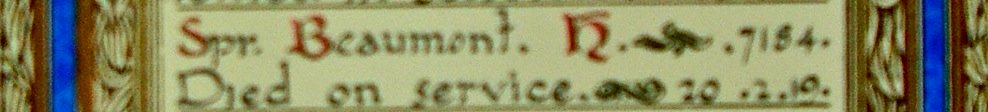 Spr. Beaumont. H. .7184.
Died on service. 20.2.19.